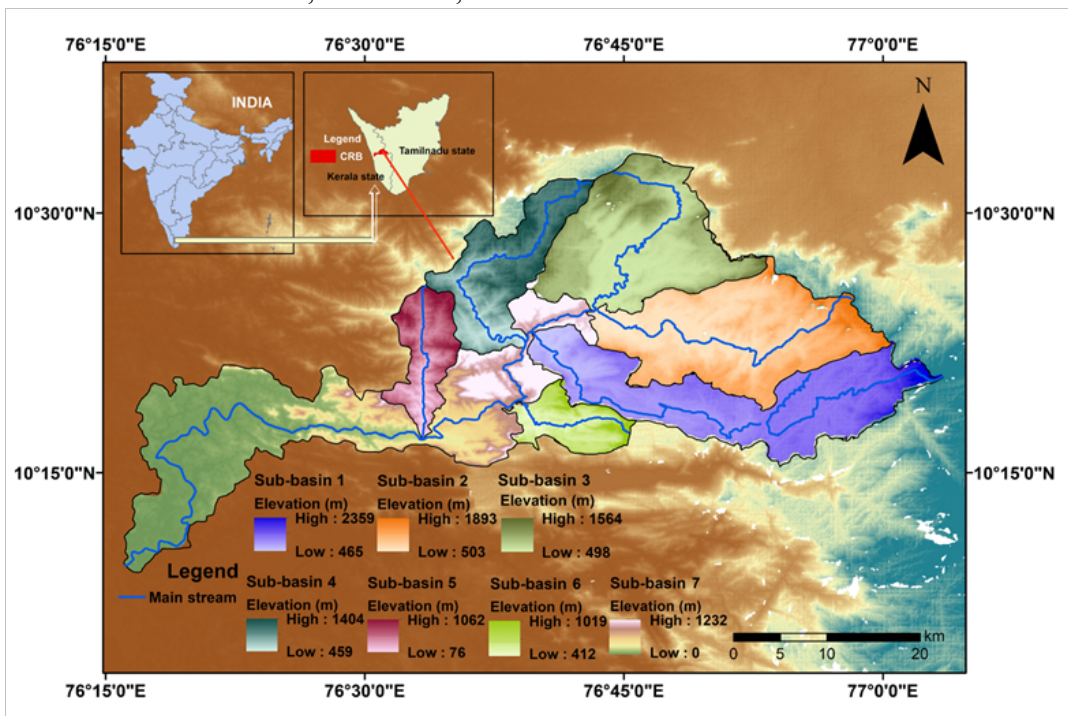 76°15'0"E 76°30'0"E 76°45'0"E 77°0'0"E
N
INDIA
Legend
CRB
Tamilnadu state
Kerala state
10°30'0"N 10°30'0"N
10°15'0"N 10°15'0"N
Sub-basin 1 Sub-basin 2 Sub-basin 3
Elevation (m) Elevation (m) Elevation (m)
High : 2359 High : 1893 High : 1564
Low : 465 Low : 503 Low : 498
Legend
Main stream
Sub-basin 4 Sub-basin 5 Sub-basin 6 Sub-basin 7
Elevation (m) Elevation (m) Elevation (m) Elevation (m)
High : 1404 High : 1062 High : 1019 High : 1232
Low : 459 Low : 76 Low : 412 Low : 0
km
0 5 10 20
76°15'0"E 76°30'0"E 76°45'0"E 77°0'0"E